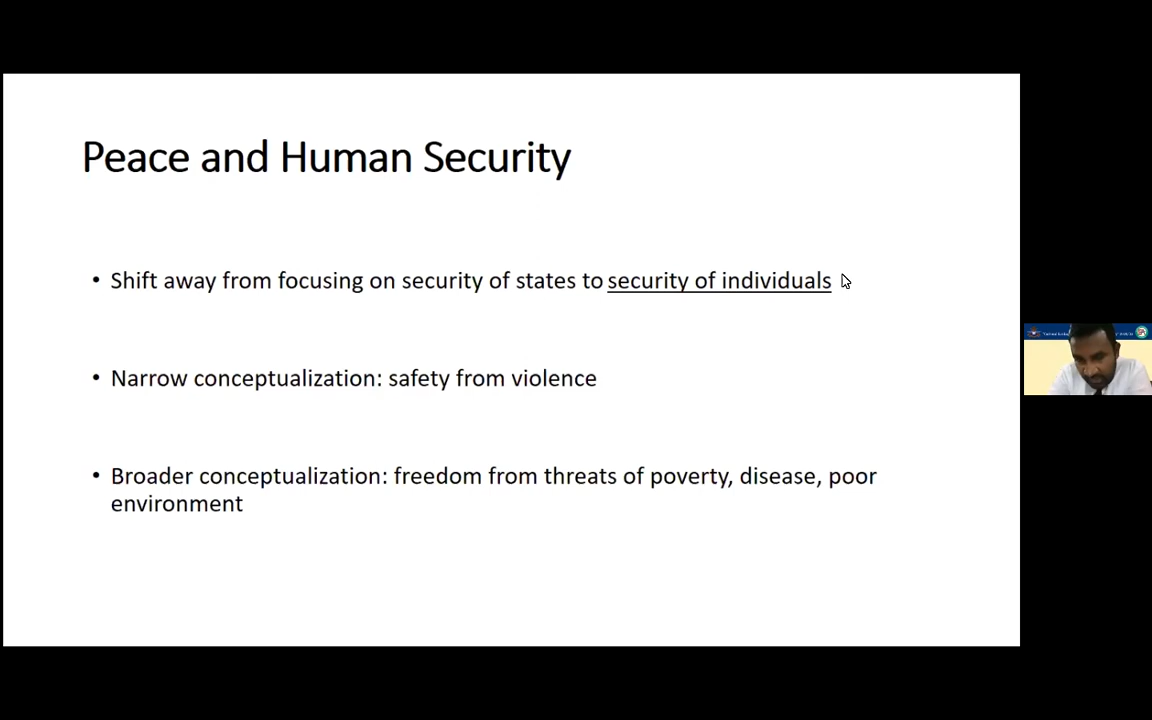 Peace and Human Security
• Shift away from focusing on security of states to security of individuals
• Narrow conceptualization: safety from violence
• Broader conceptualization: freedom from threats of poverty, disease, poor
environment